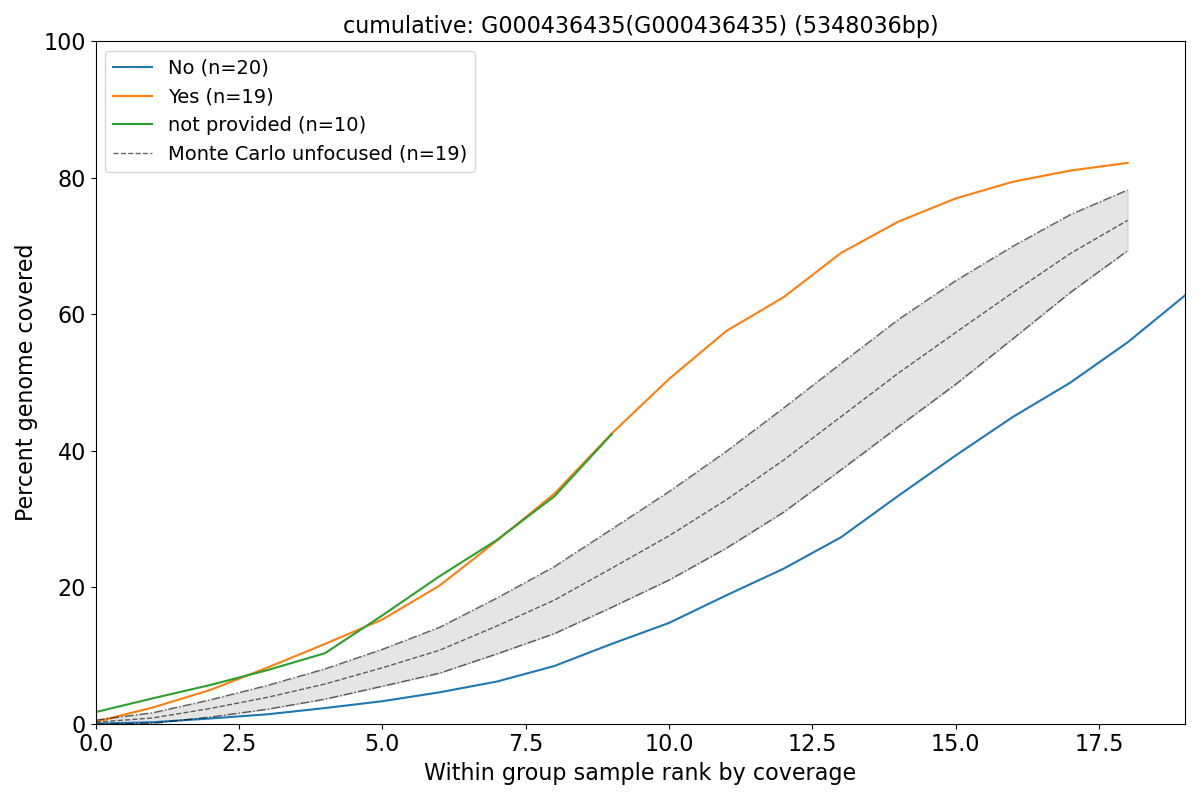 cumulative: G000436435(G000436435) (5348036bp)
100
80
60
40
20
0
Percent genome covered
No (n=20)
Yes (n=19)
not provided (n=10)
Monte Carlo unfocused (n=19)
0.0 2.5 5.0 7.5 10.0 12.5 15.0 17.5
Within group sample rank by coverage